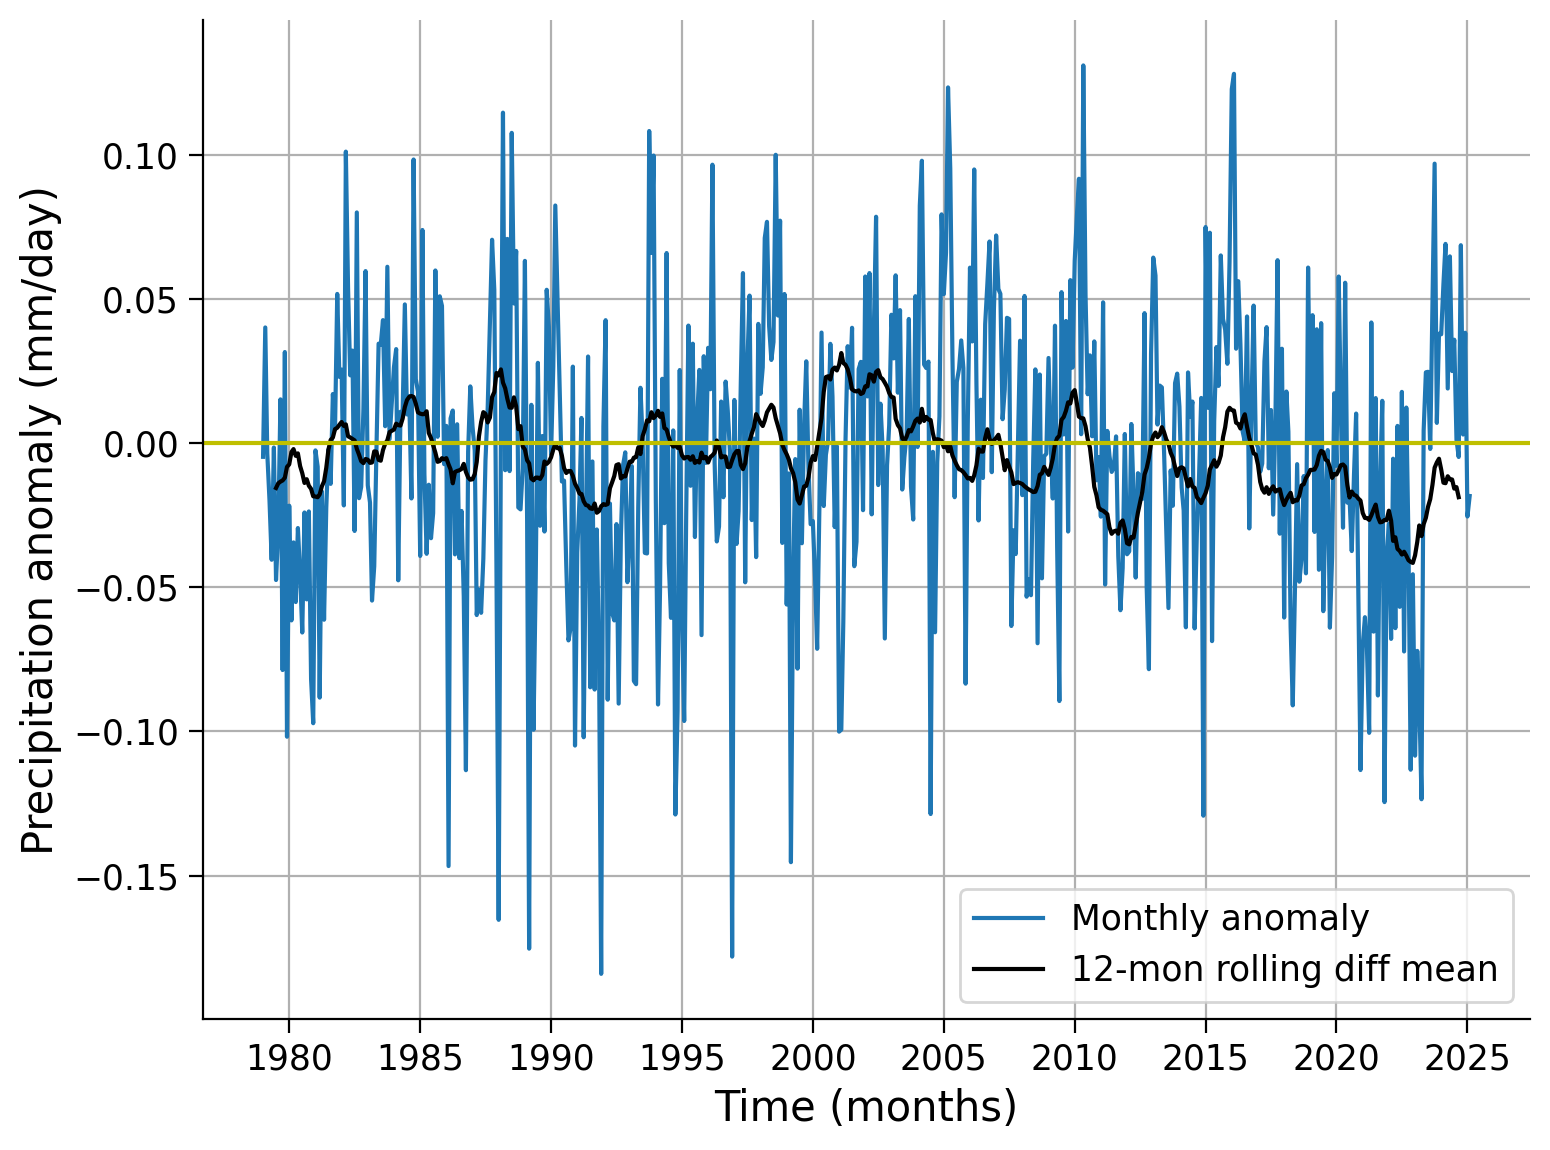 Precipitation anomaly (mm/day)
0.10
0.05
0.00
−0.05
−0.10
−0.15
Monthly anomaly
12-mon rolling diff mean
1980 1985 1990 1995 2000 2005 2010 2015 2020 2025
Time (months)